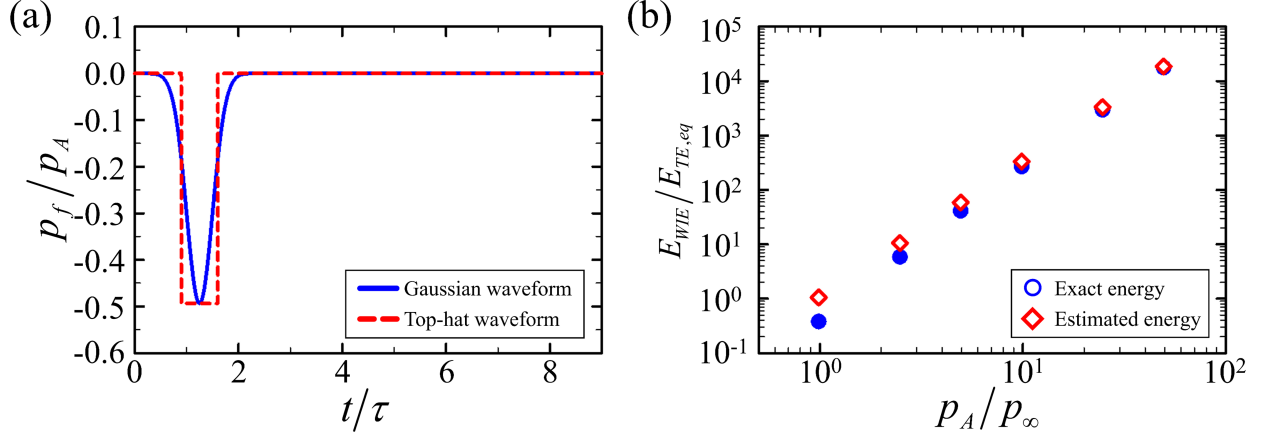 (a)
0.1
0.0
-0.1
-0.2
-0.3
-0.4
-0.5
-0.6
p_f / p_A
0
2
4
6
8
t/τ
Gaussian waveform
Top-hat waveform
(b)
10^5
10^4
10^3
10^2
10^1
10^0
10^-1
E_WIE / E_TE,eq
10^0
10^1
10^2
p_A / p_∞
Exact energy
Estimated energy